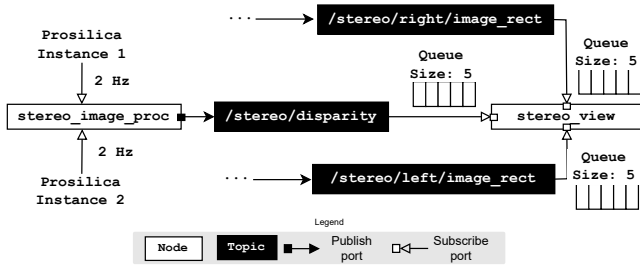 ... /stereo/right/image_rect
Prosilica
Instance 1
2 Hz
Queue
Size: 5
Queue
Size: 5
stereo_image_proc
/stereo/disparity
stereo_view
2 Hz
Prosilica
Instance 2
... /stereo/left/image_rect
Queue
Size: 5
Legend
Node
Topic
Publish
port
Subscribe
port